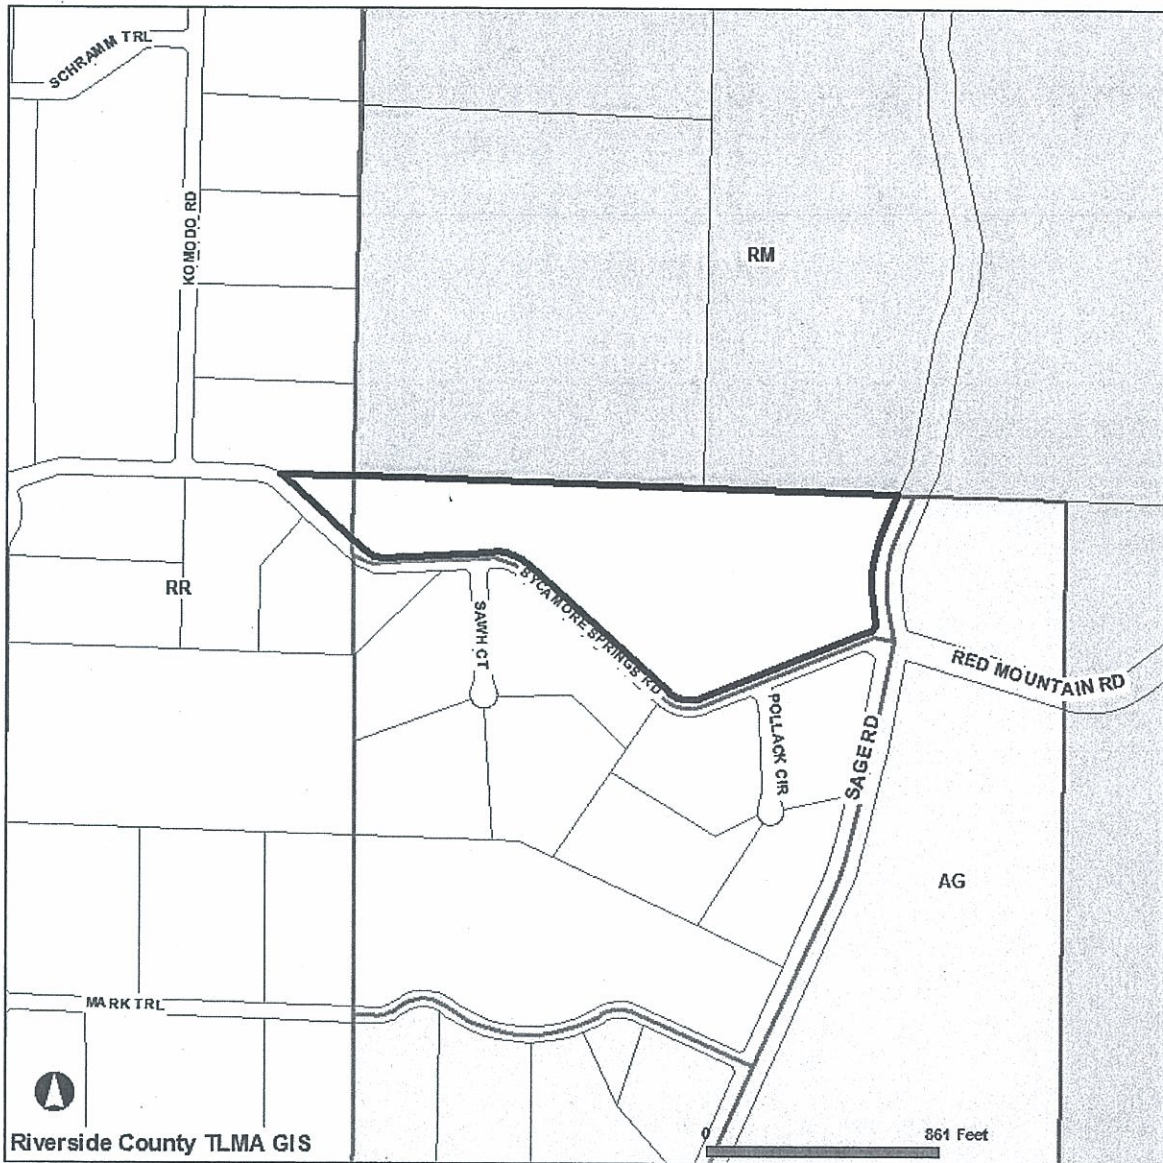 SCHRAMM TRL
KOMODO RD
RM
RR
SYCAMORE SPRINGS RD
SAWH CT
RED MOUNTAIN RD
POLLACK CIR
SAGE RD
AG
MARK TRL
Riverside County TLMA GIS
0 861 Feet